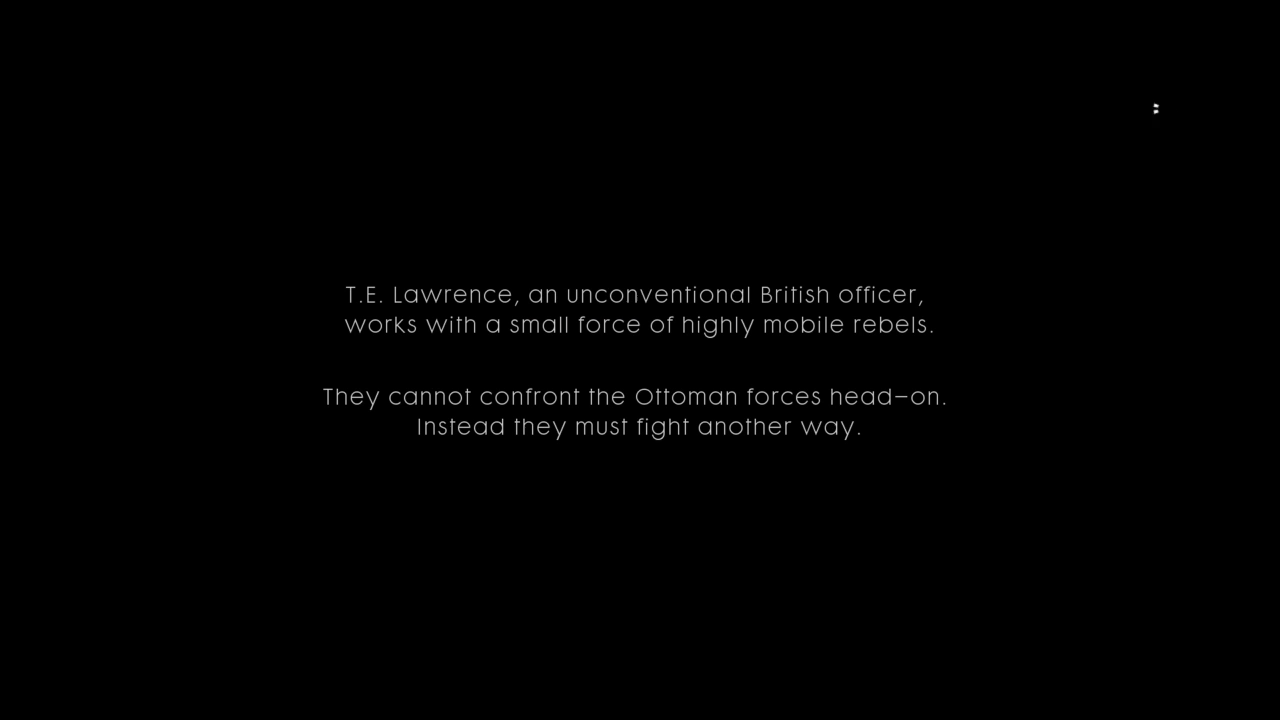 T.E. Lawrence, an unconventional British officer,
works with a small force of highly mobile rebels.
They cannot confront the Ottoman forces head–on.
Instead they must fight another way.